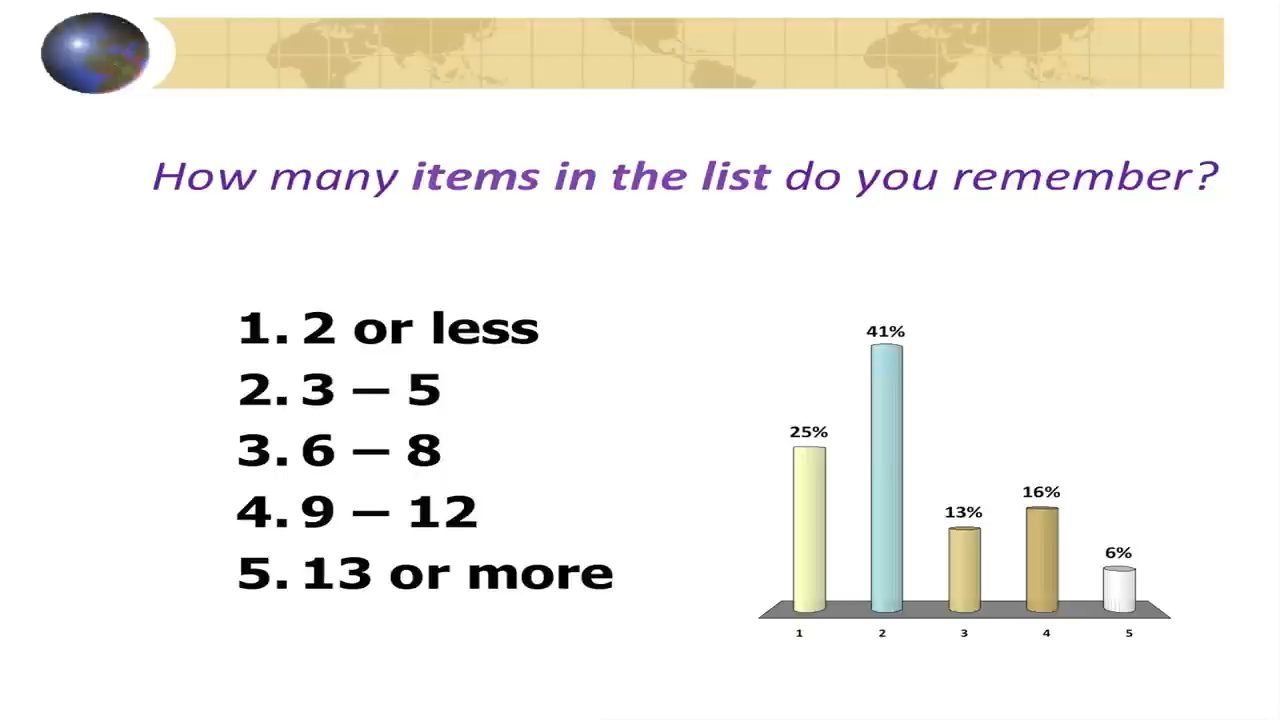 How many items in the list do you remember?
1. 2 or less
2. 3 – 5
3. 6 – 8
4. 9 – 12
5. 13 or more
41%
25%
16%
13%
6%
1 2 3 4 5